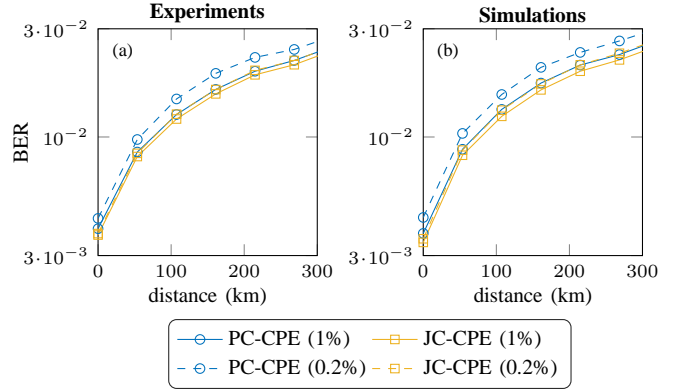 Experiments
Simulations
BER
3·10⁻²
10⁻²
3·10⁻³
(a)
0 100 200 300
distance (km)
3·10⁻²
10⁻²
3·10⁻³
(b)
0 100 200 300
distance (km)
PC-CPE (1%) JC-CPE (1%)
PC-CPE (0.2%) JC-CPE (0.2%)